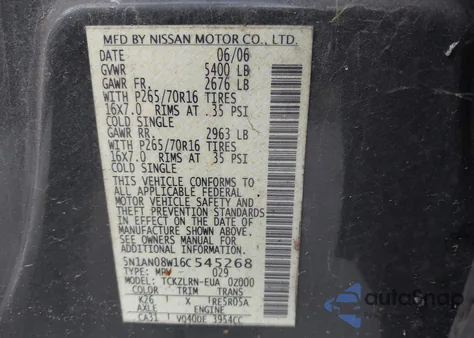 MFD BY NISSAN MOTOR CO., LTD.
DATE 06/06
GVWR 5400 LB
GAWR FR. 2676 LB
WITH P265/70R16 TIRES
16X7.0 RIMS AT 35 PSI
COLD SINGLE
GAWR RR. 2963 LB
WITH P265/70R16 TIRES
16X7.0 RIMS AT 35 PSI
COLD SINGLE
THIS VEHICLE CONFORMS TO
ALL APPLICABLE FEDERAL
MOTOR VEHICLE SAFETY AND
THEFT PREVENTION STANDARDS
IN EFFECT ON THE DATE OF
MANUFACTURE SHOWN ABOVE.
SEE OWNERS MANUAL FOR
ADDITIONAL INFORMATION
5N1AN08W16C545268
TYPE: MPV 029
MODEL: TCKZLRN-EUA 0Z000
COLOR TRIM TRANS
K26 X RE5R05A
AXLE ENGINE
CA31 VQ40DE 3954CC
autoSnap